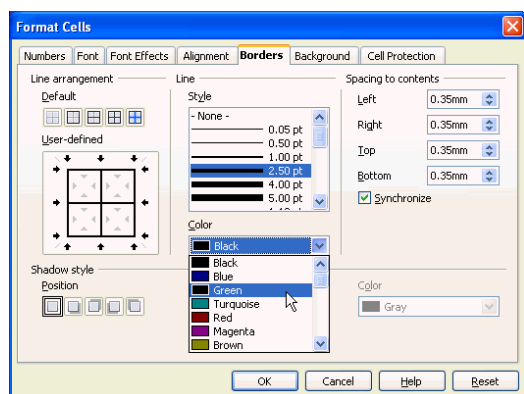 Format Cells
Numbers Font Font Effects Alignment Borders Background Cell Protection
Line arrangement
Default
User-defined
Line
Style
- None -
0.05 pt
0.50 pt
1.00 pt
2.50 pt
4.00 pt
5.00 pt
Color
Black
Black
Blue
Green
Turquoise
Red
Magenta
Brown
Spacing to contents
Left 0.35mm
Right 0.35mm
Top 0.35mm
Bottom 0.35mm
Synchronize
Shadow style
Position
Color
Gray
OK Cancel Help Reset